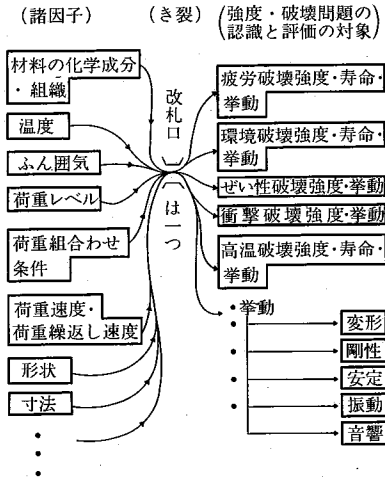 (諸因子)
(き裂)
(強度・破壊問題の
認識と評価の対象)
材料の化学成分
・組織
温度
ふん囲気
荷重レベル
荷重組合わせ
条件
荷重速度・
荷重繰返し速度
形状
寸法
改札口
は一つ
疲労破壊強度・寿命・
挙動
環境破壊強度・寿命・
挙動
ぜい性破壊強度・挙動
衝撃破壊強度・挙動
高温破壊強度・寿命・
挙動
・挙動
変形
剛性
安定
振動
音響